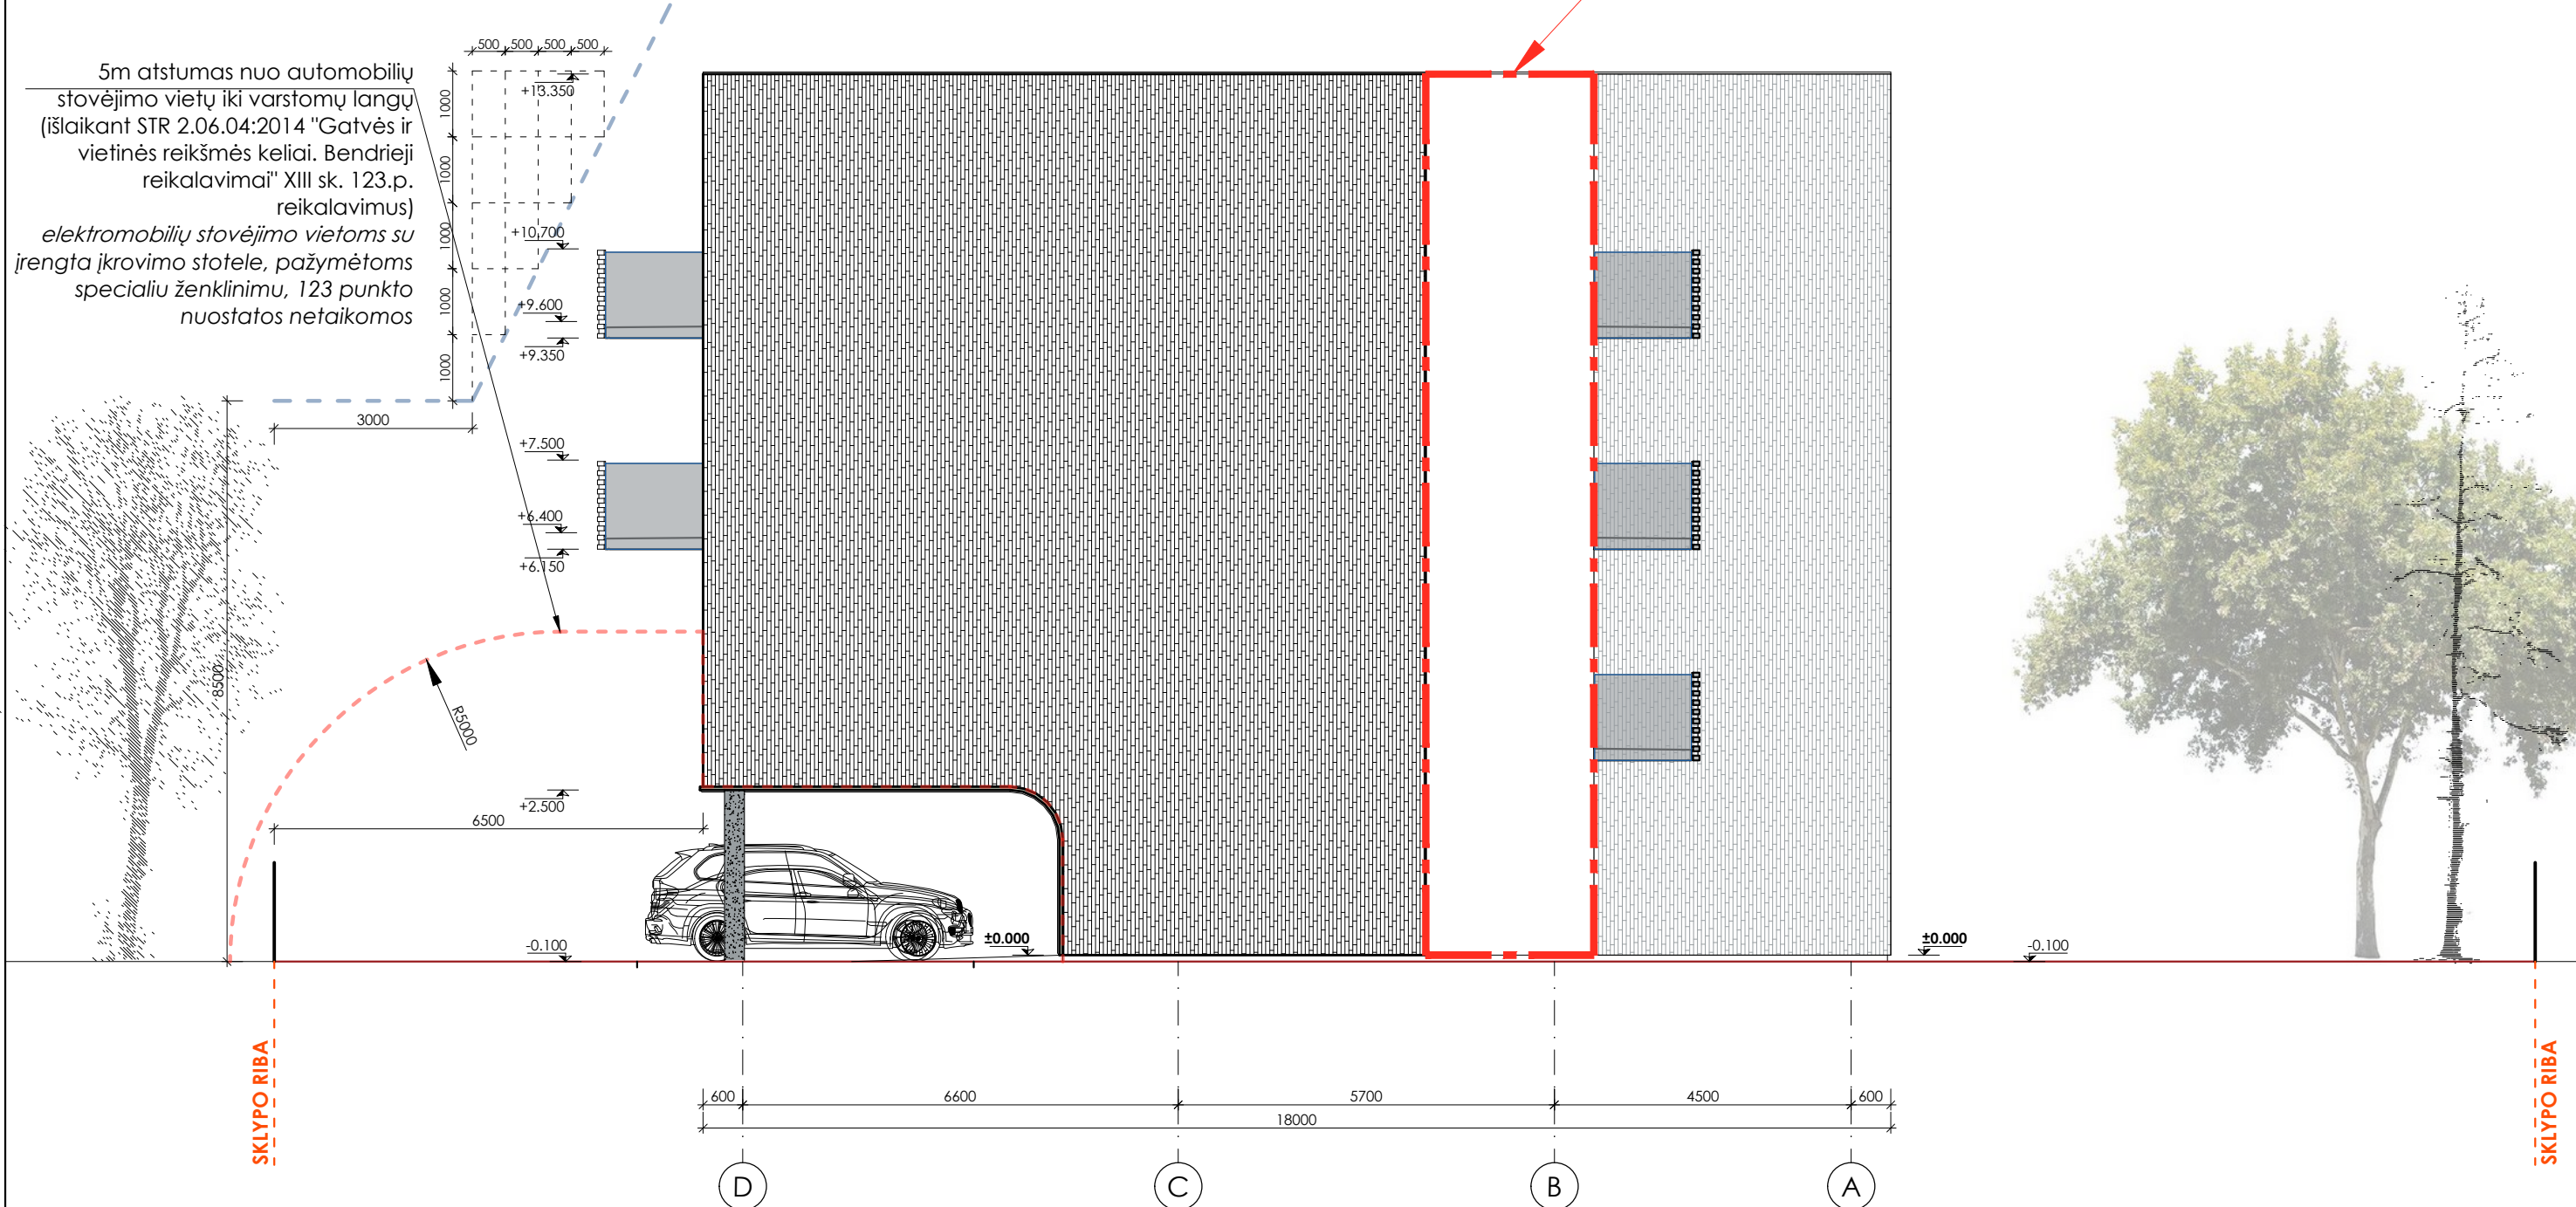 5m atstumas nuo automobilių
stovėjimo vietų iki varstomų langų
(išlaikant STR 2.06.04:2014 "Gatvės ir
vietinės reikšmės keliai. Bendrieji
reikalavimai" XIII sk. 123.p.
reikalavimus)
elektromobilių stovėjimo vietoms su
įrengta įkrovimo stotele, pažymėtoms
specialiu ženklinimu, 123 punkto
nuostatos netaikomos
500 500 500 500
1000
1000
1000
1000
1000
+13.350
+10.700
+9.600
+9.350
3000
+7.500
+6.400
+6.150
8500
R5000
+2.500
6500
-0.100
±0.000
±0.000
-0.100
SKLYPO RIBA
SKLYPO RIBA
600 6600 5700 4500 600
18000
D C B A